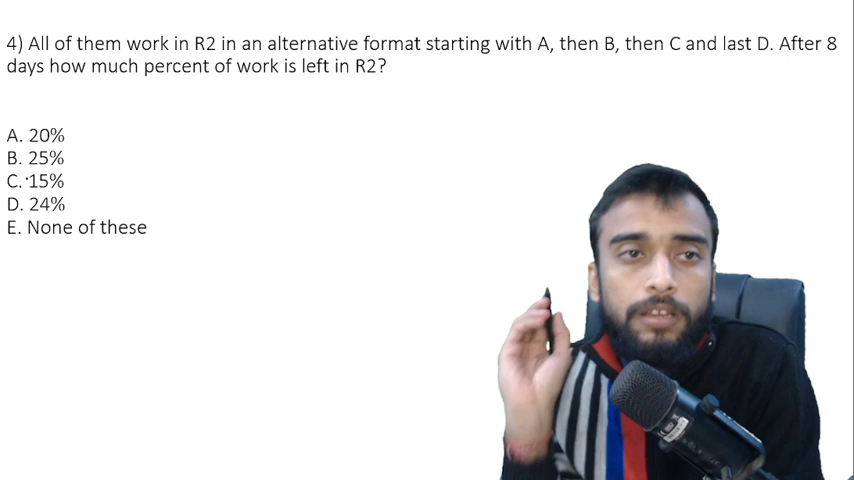 4) All of them work in R2 in an alternative format starting with A, then B, then C and last D. After 8
days how much percent of work is left in R2?
A. 20%
B. 25%
C. 15%
D. 24%
E. None of these